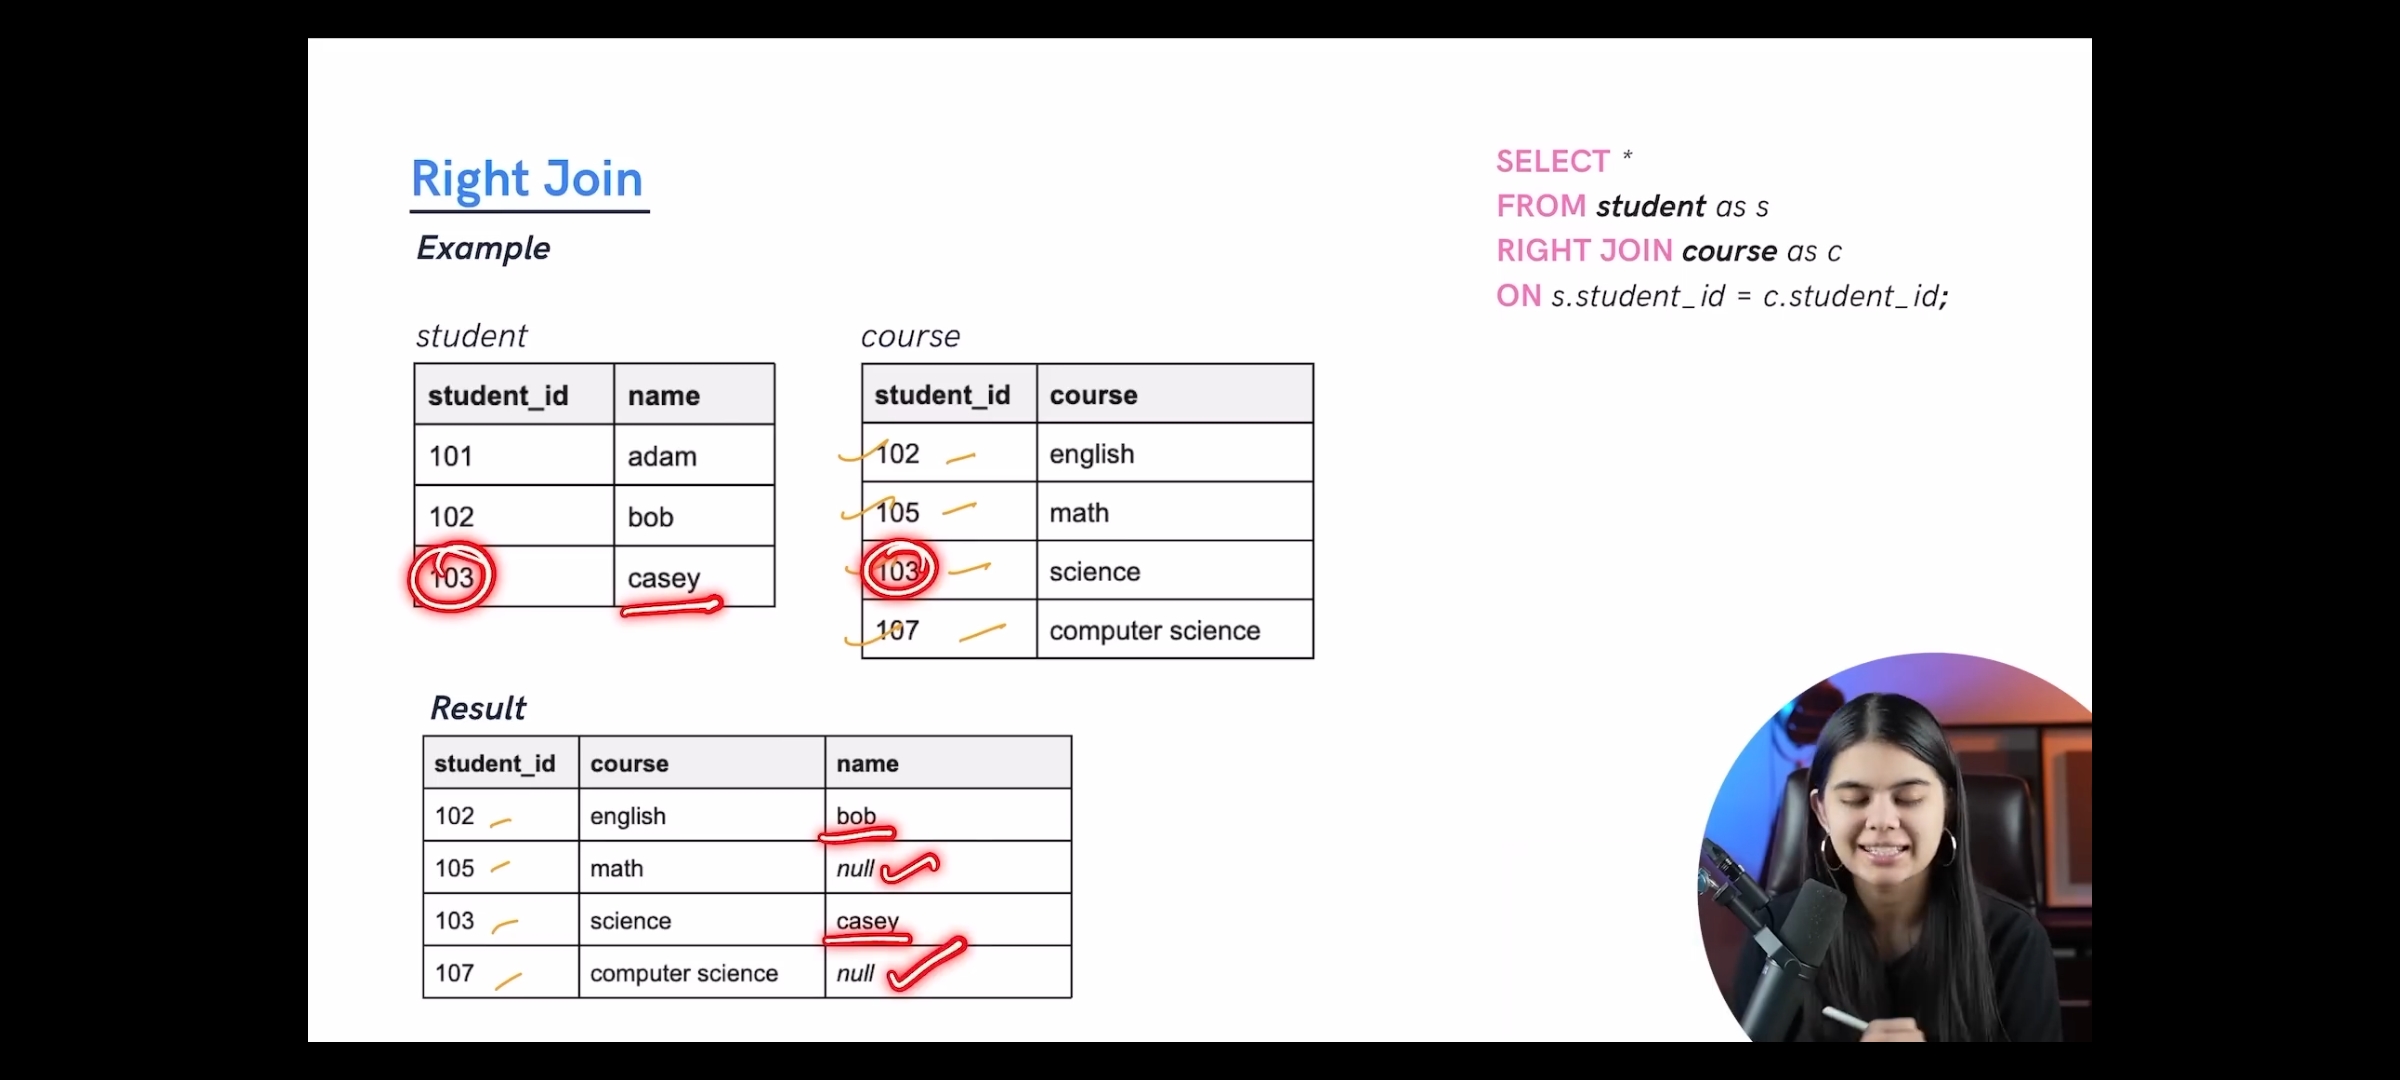 Right Join
Example
SELECT *
FROM student as s
RIGHT JOIN course as c
ON s.student_id = c.student_id;
student
student_id name
101 adam
102 bob
103 casey
course
student_id course
102 english
105 math
103 science
107 computer science
Result
student_id course name
102 english bob
105 math null
103 science casey
107 computer science null